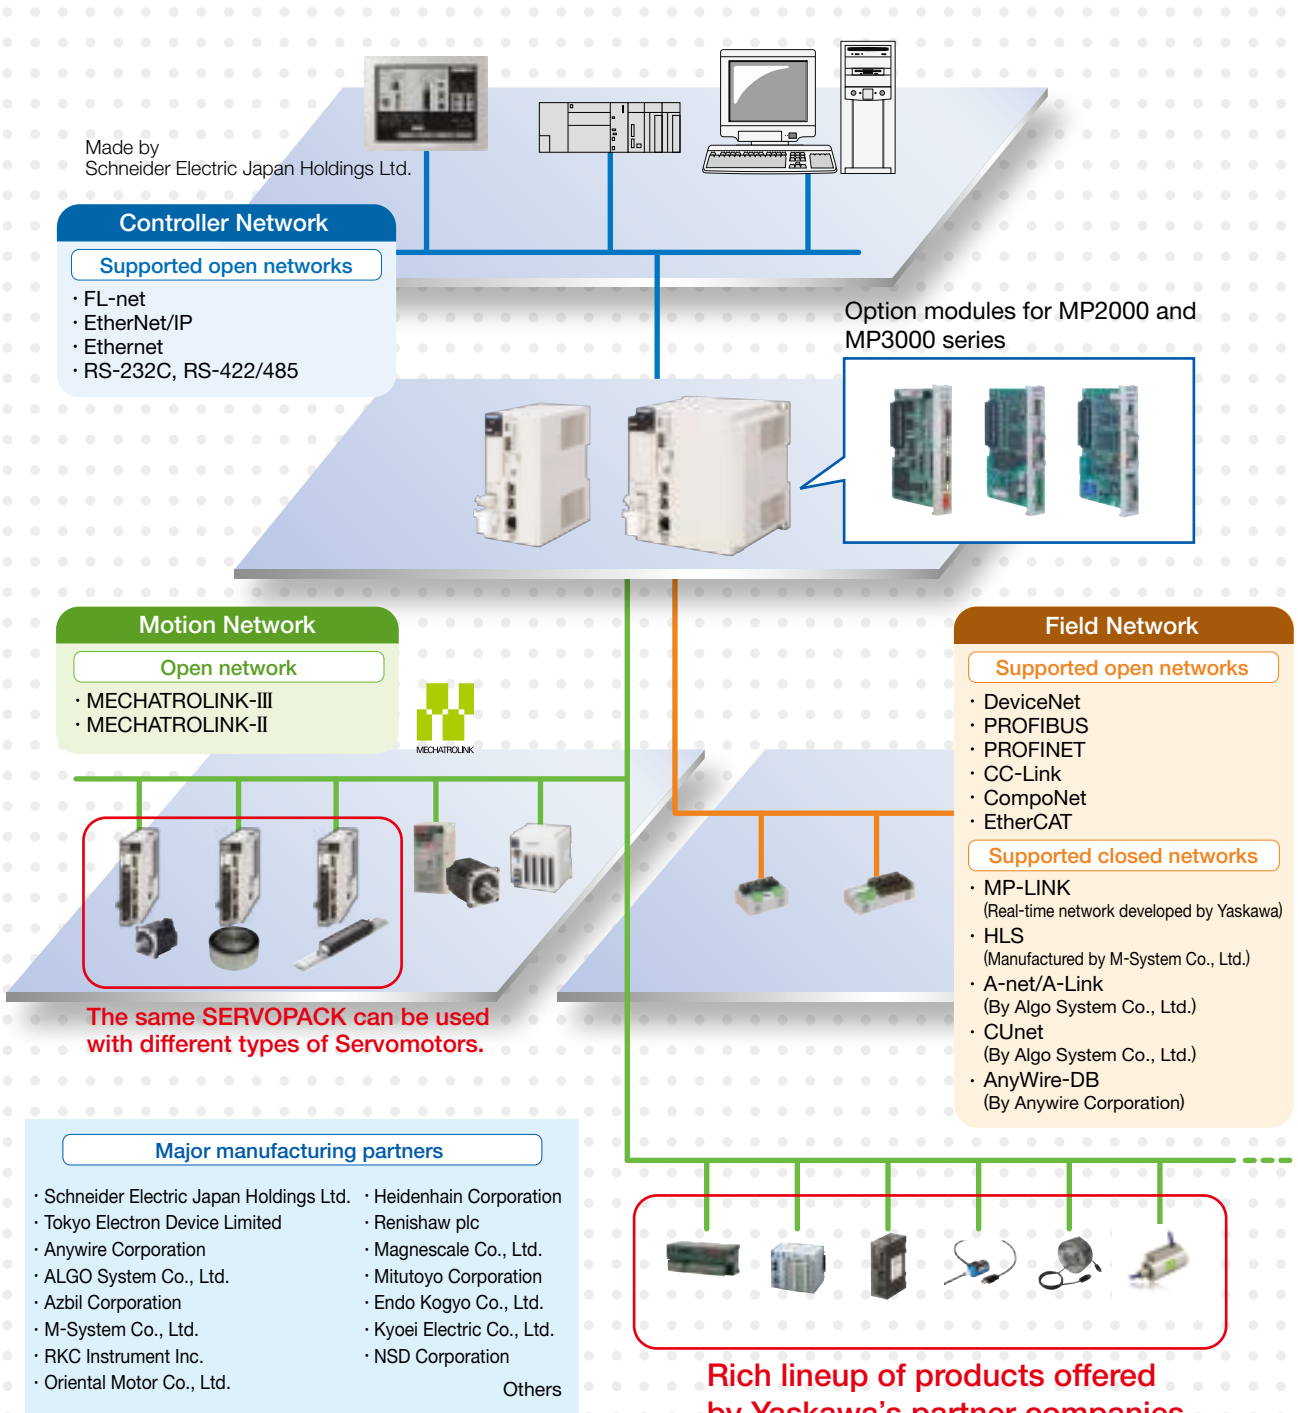 Made by
Schneider Electric Japan Holdings Ltd.
Controller Network
Supported open networks
· FL-net
· EtherNet/IP
· Ethernet
· RS-232C, RS-422/485
Option modules for MP2000 and
MP3000 series
Motion Network
Open network
· MECHATROLINK-III
· MECHATROLINK-II
MECHATROLINK
Field Network
Supported open networks
· DeviceNet
· PROFIBUS
· PROFINET
· CC-Link
· CompoNet
· EtherCAT
Supported closed networks
· MP-LINK
(Real-time network developed by Yaskawa)
· HLS
(Manufactured by M-System Co., Ltd.)
· A-net/A-Link
(By Algo System Co., Ltd.)
· CUnet
(By Algo System Co., Ltd.)
· AnyWire-DB
(By Anywire Corporation)
The same SERVOPACK can be used
with different types of Servomotors.
Major manufacturing partners
· Schneider Electric Japan Holdings Ltd.
· Tokyo Electron Device Limited
· Anywire Corporation
· ALGO System Co., Ltd.
· Azbil Corporation
· M-System Co., Ltd.
· RKC Instrument Inc.
· Oriental Motor Co., Ltd.
· Heidenhain Corporation
· Renishaw plc
· Magnescale Co., Ltd.
· Mitutoyo Corporation
· Endo Kogyo Co., Ltd.
· Kyoei Electric Co., Ltd.
· NSD Corporation
Others
Rich lineup of products offered
by Yaskawa's partner companies